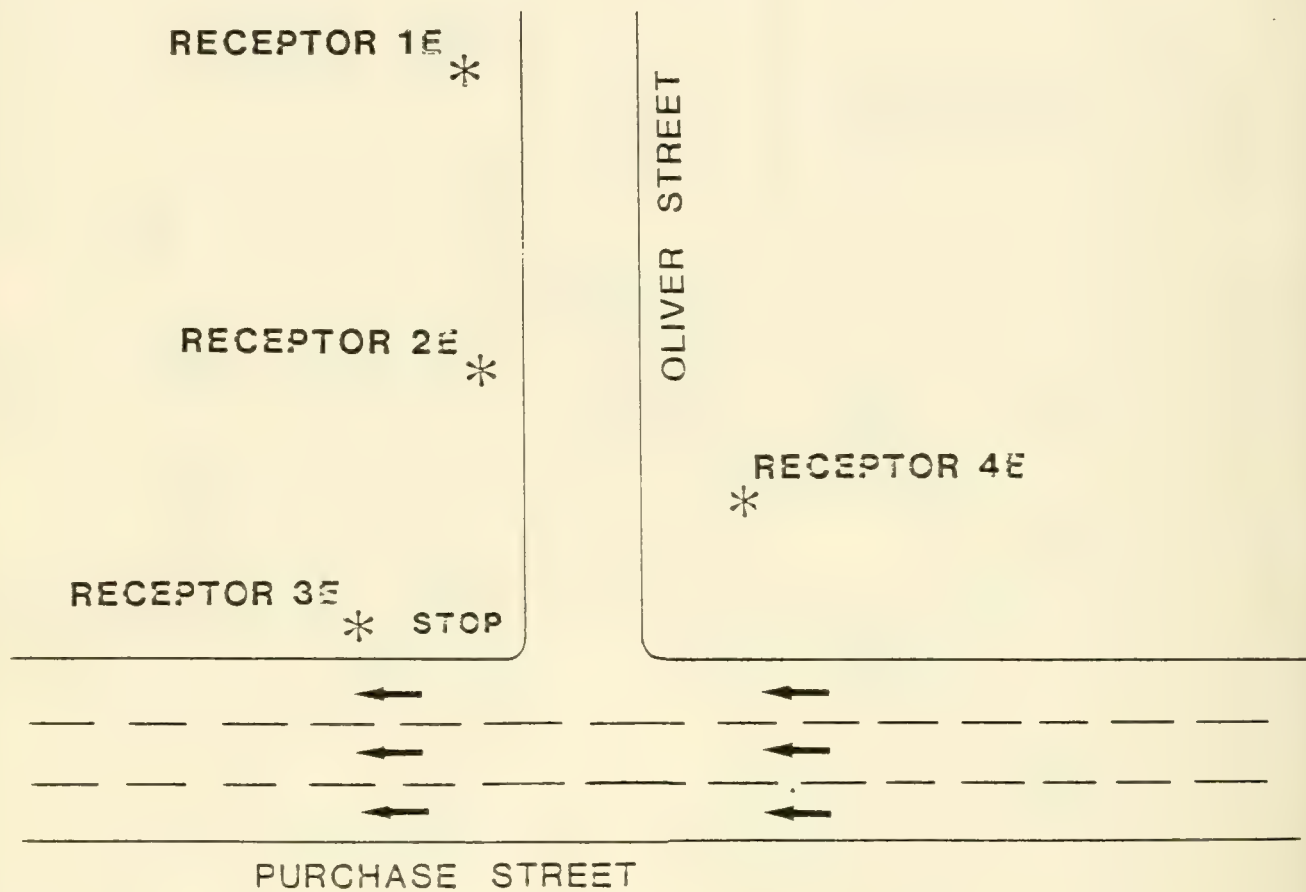 RECEPTOR 1E
OLIVER STREET
RECEPTOR 2E
RECEPTOR 4E
RECEPTOR 3E
STOP
PURCHASE STREET